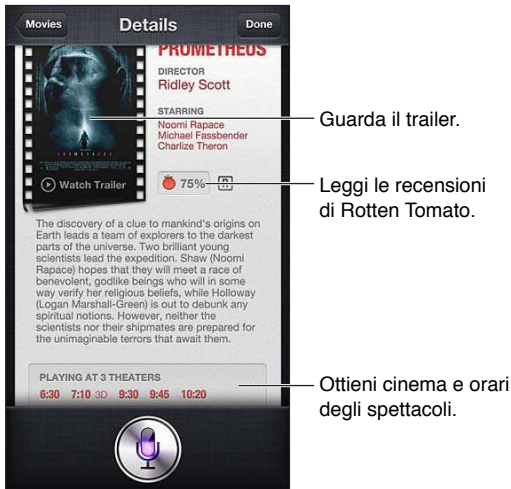 Movies
Details
Done
PROMETHEUS
DIRECTOR
Ridley Scott
STARRING
Noomi Rapace
Michael Fassbender
Charlize Theron
PROMETHEUS
Watch Trailer
75%
R
The discovery of a clue to mankind's origins on
Earth leads a team of explorers to the darkest
parts of the universe. Two brilliant young
scientists lead the expedition. Shaw (Noomi
Rapace) hopes that they will meet a race of
benevolent, godlike beings who will in some
way verify her religious beliefs, while Holloway
(Logan Marshall-Green) is out to debunk any
spiritual notions. However, neither the
scientists nor their shipmates are prepared for
the unimaginable terrors that await them.
PLAYING AT 3 THEATERS
6:30 7:10 3D 9:30 9:45 10:20
Guarda il trailer.
Leggi le recensioni
di Rotten Tomato.
Ottieni cinema e orari
degli spettacoli.